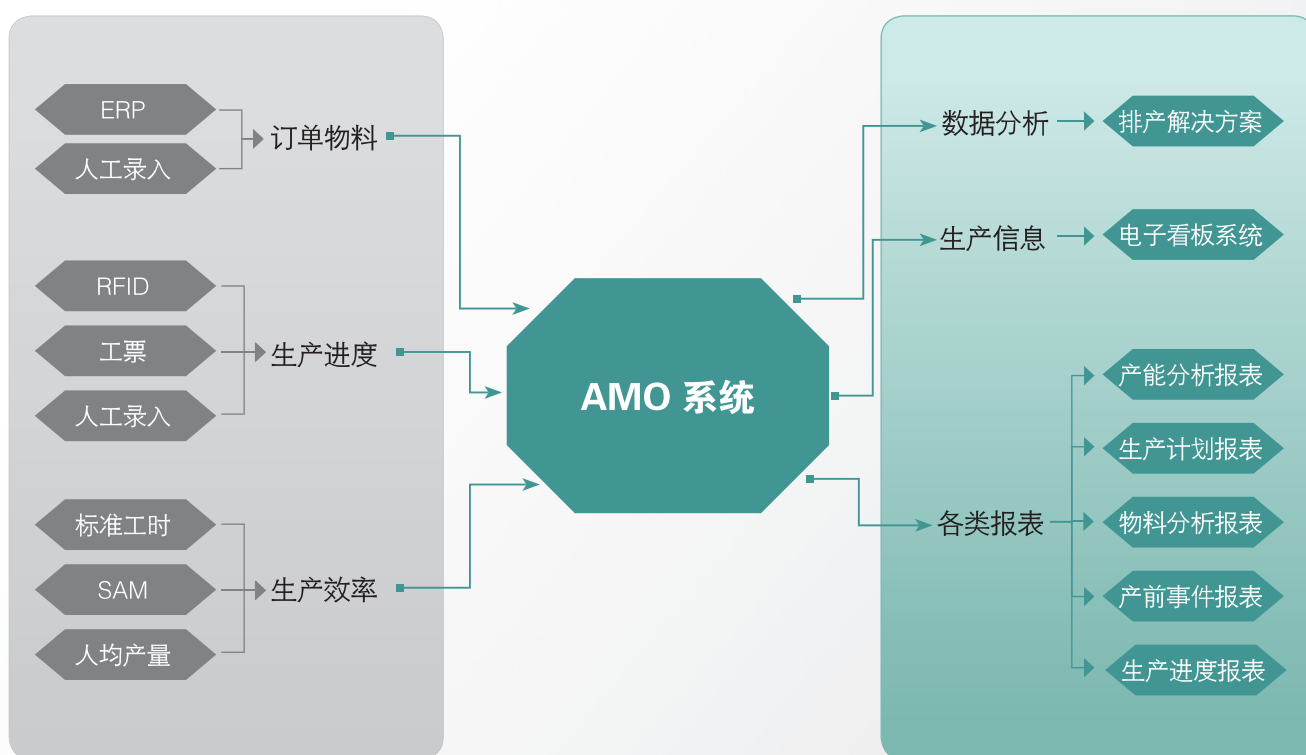 ERP
人工录入
订单物料
RFID
工票
人工录入
生产进度
标准工时
SAM
人均产量
生产效率
AMO 系统
数据分析
排产解决方案
生产信息
电子看板系统
各类报表
产能分析报表
生产计划报表
物料分析报表
产前事件报表
生产进度报表